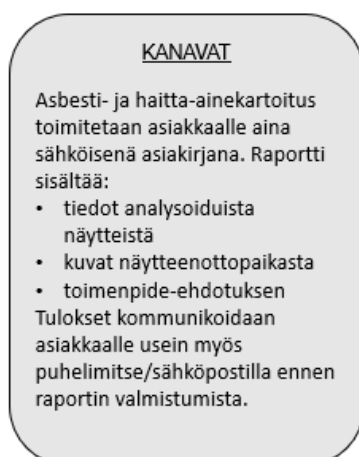 KANAVAT
Asbesti- ja haitta-ainekartoitus
toimitetaan asiakkaalle aina
sähköisenä asiakirjana. Raportti
sisältää:
• tiedot analysoiduista
näytteistä
• kuvat näytteenottopaikasta
• toimenpide-ehdotuksen
Tulokset kommunikoidaan
asiakkaalle usein myös
puhelimitse/sähköpostilla ennen
raportin valmistumista.